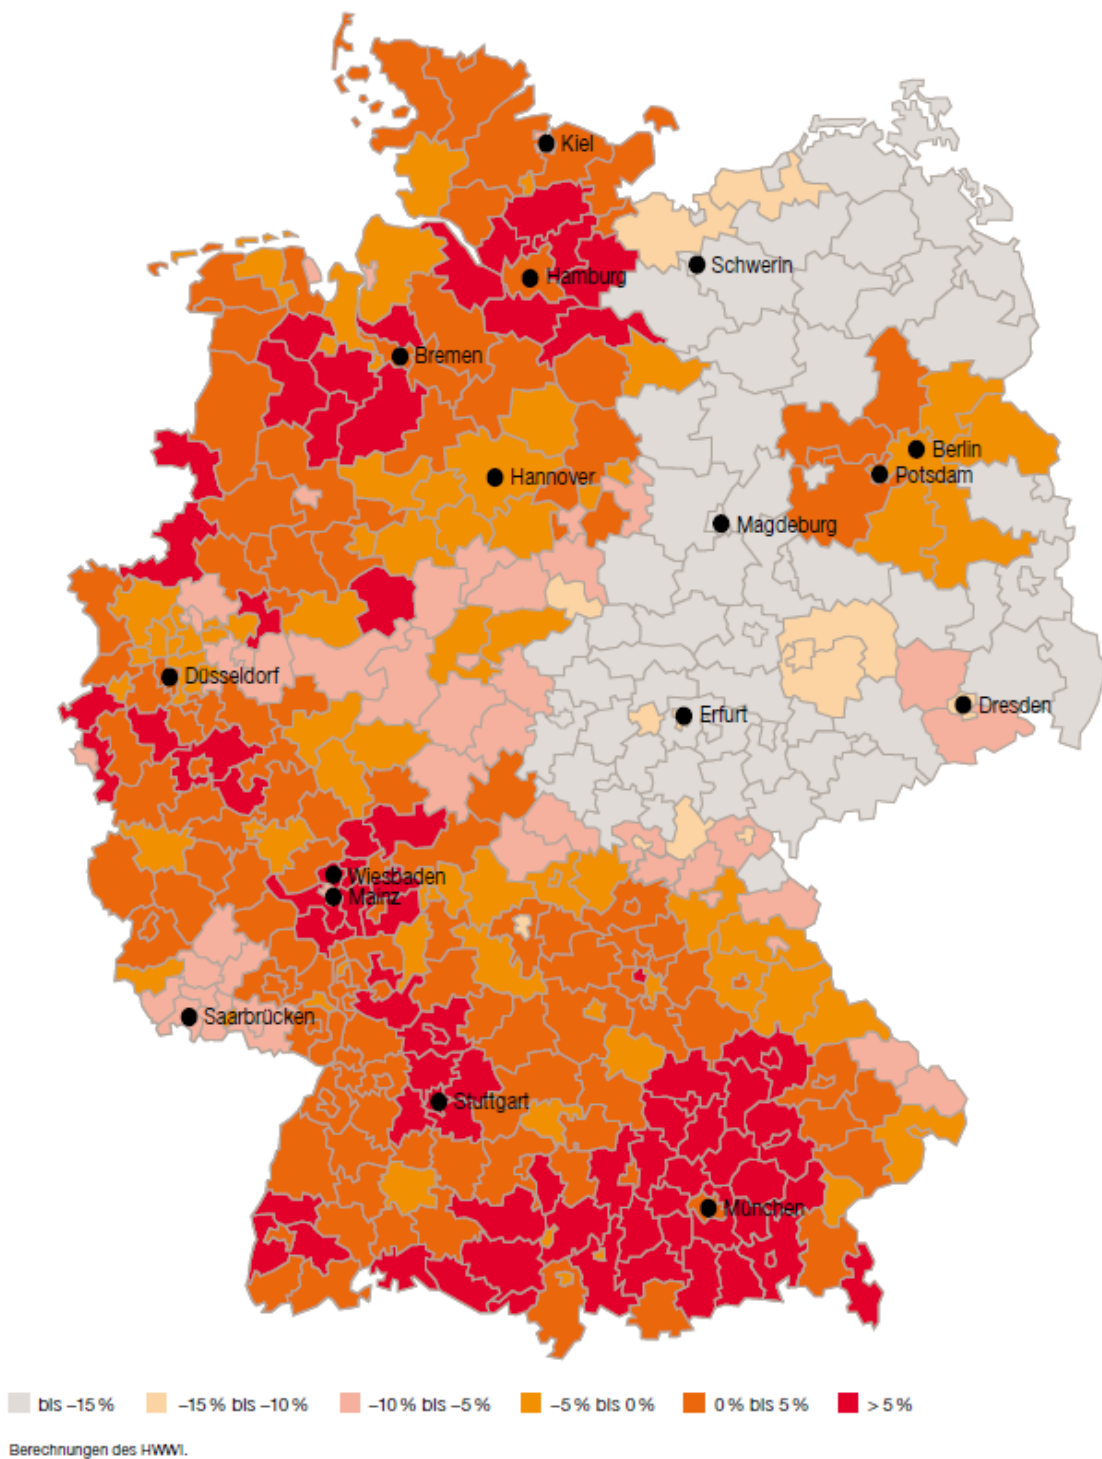 Kiel
Schwerin
Hamburg
Bremen
Berlin
Hannover
Potsdam
Magdeburg
Düsseldorf
Dresden
Erfurt
Wiesbaden
Mainz
Saarbrücken
Stuttgart
München
bis –15 % –15 % bis –10 % –10 % bis –5 % –5 % bis 0 % 0 % bis 5 % > 5 %
Berechnungen des HWWI.